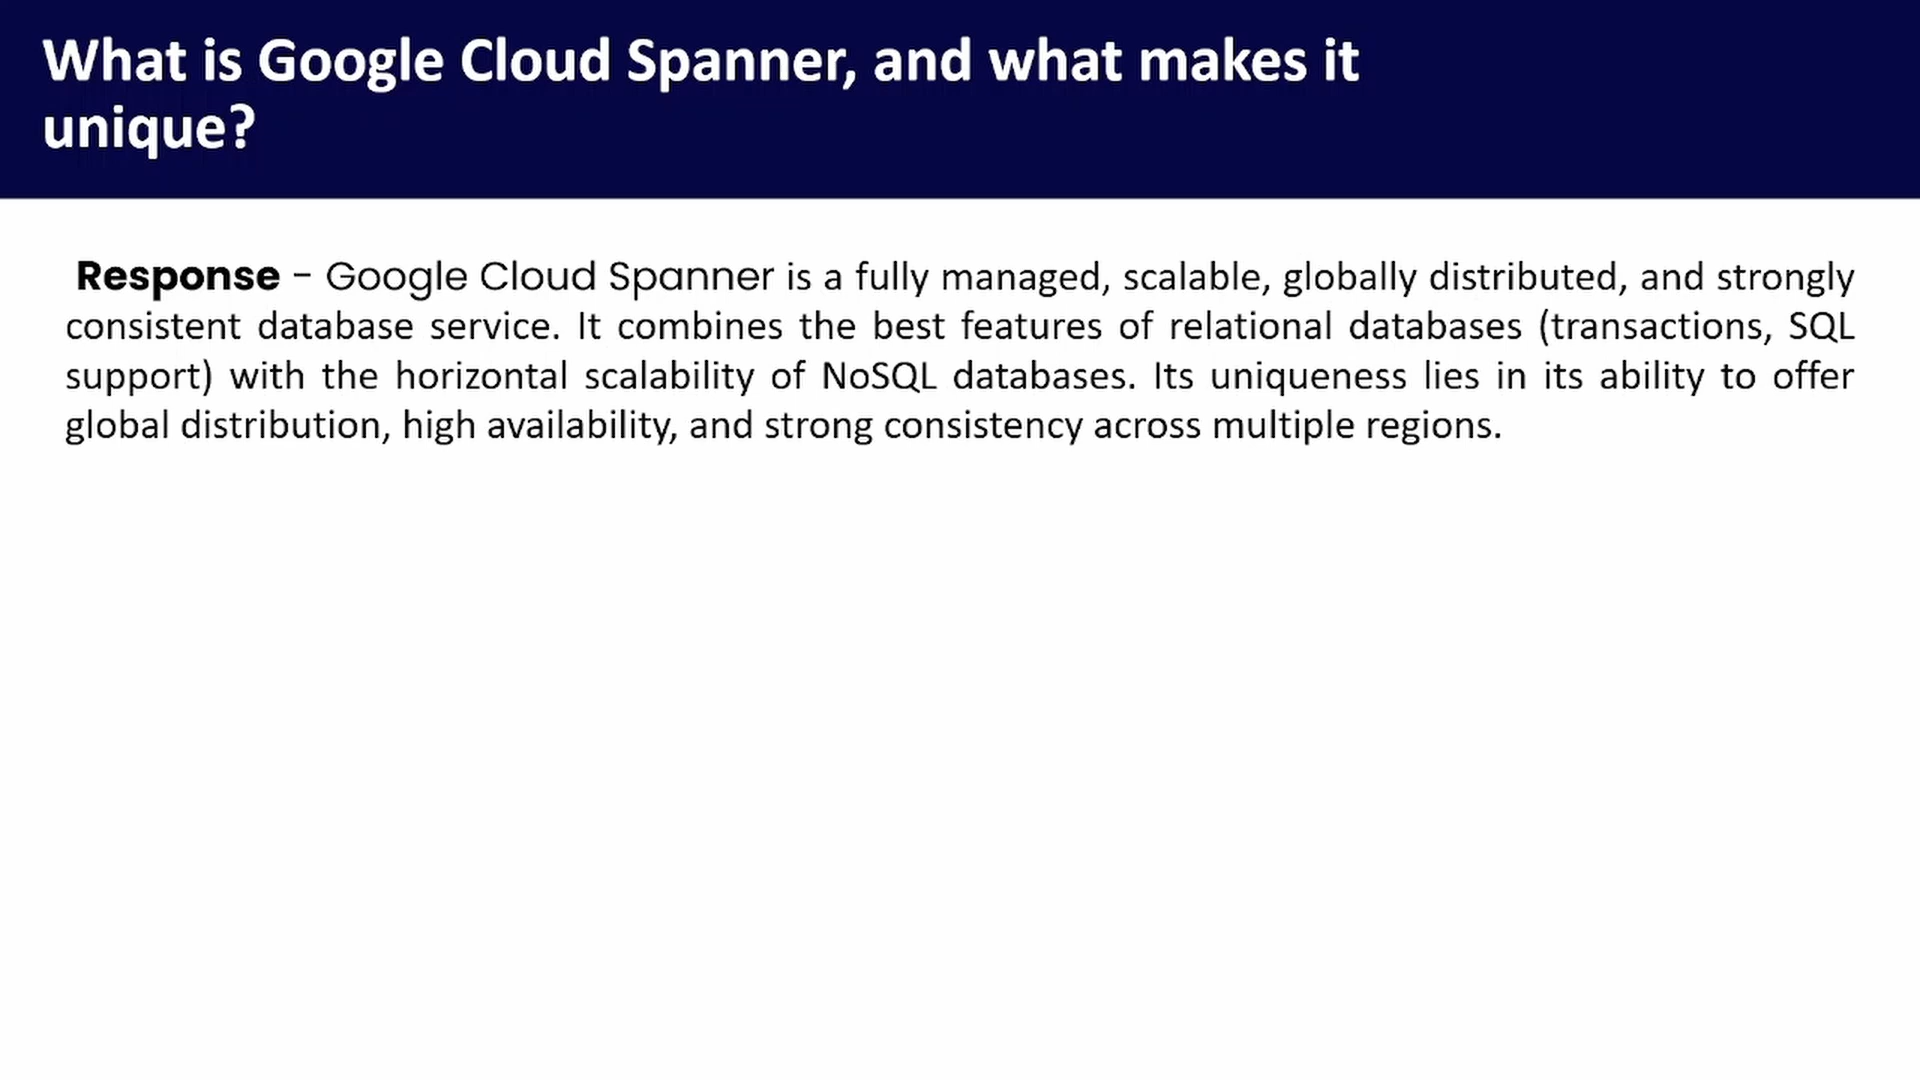 What is Google Cloud Spanner, and what makes it
unique?
Response - Google Cloud Spanner is a fully managed, scalable, globally distributed, and strongly
consistent database service. It combines the best features of relational databases (transactions, SQL
support) with the horizontal scalability of NoSQL databases. Its uniqueness lies in its ability to offer
global distribution, high availability, and strong consistency across multiple regions.